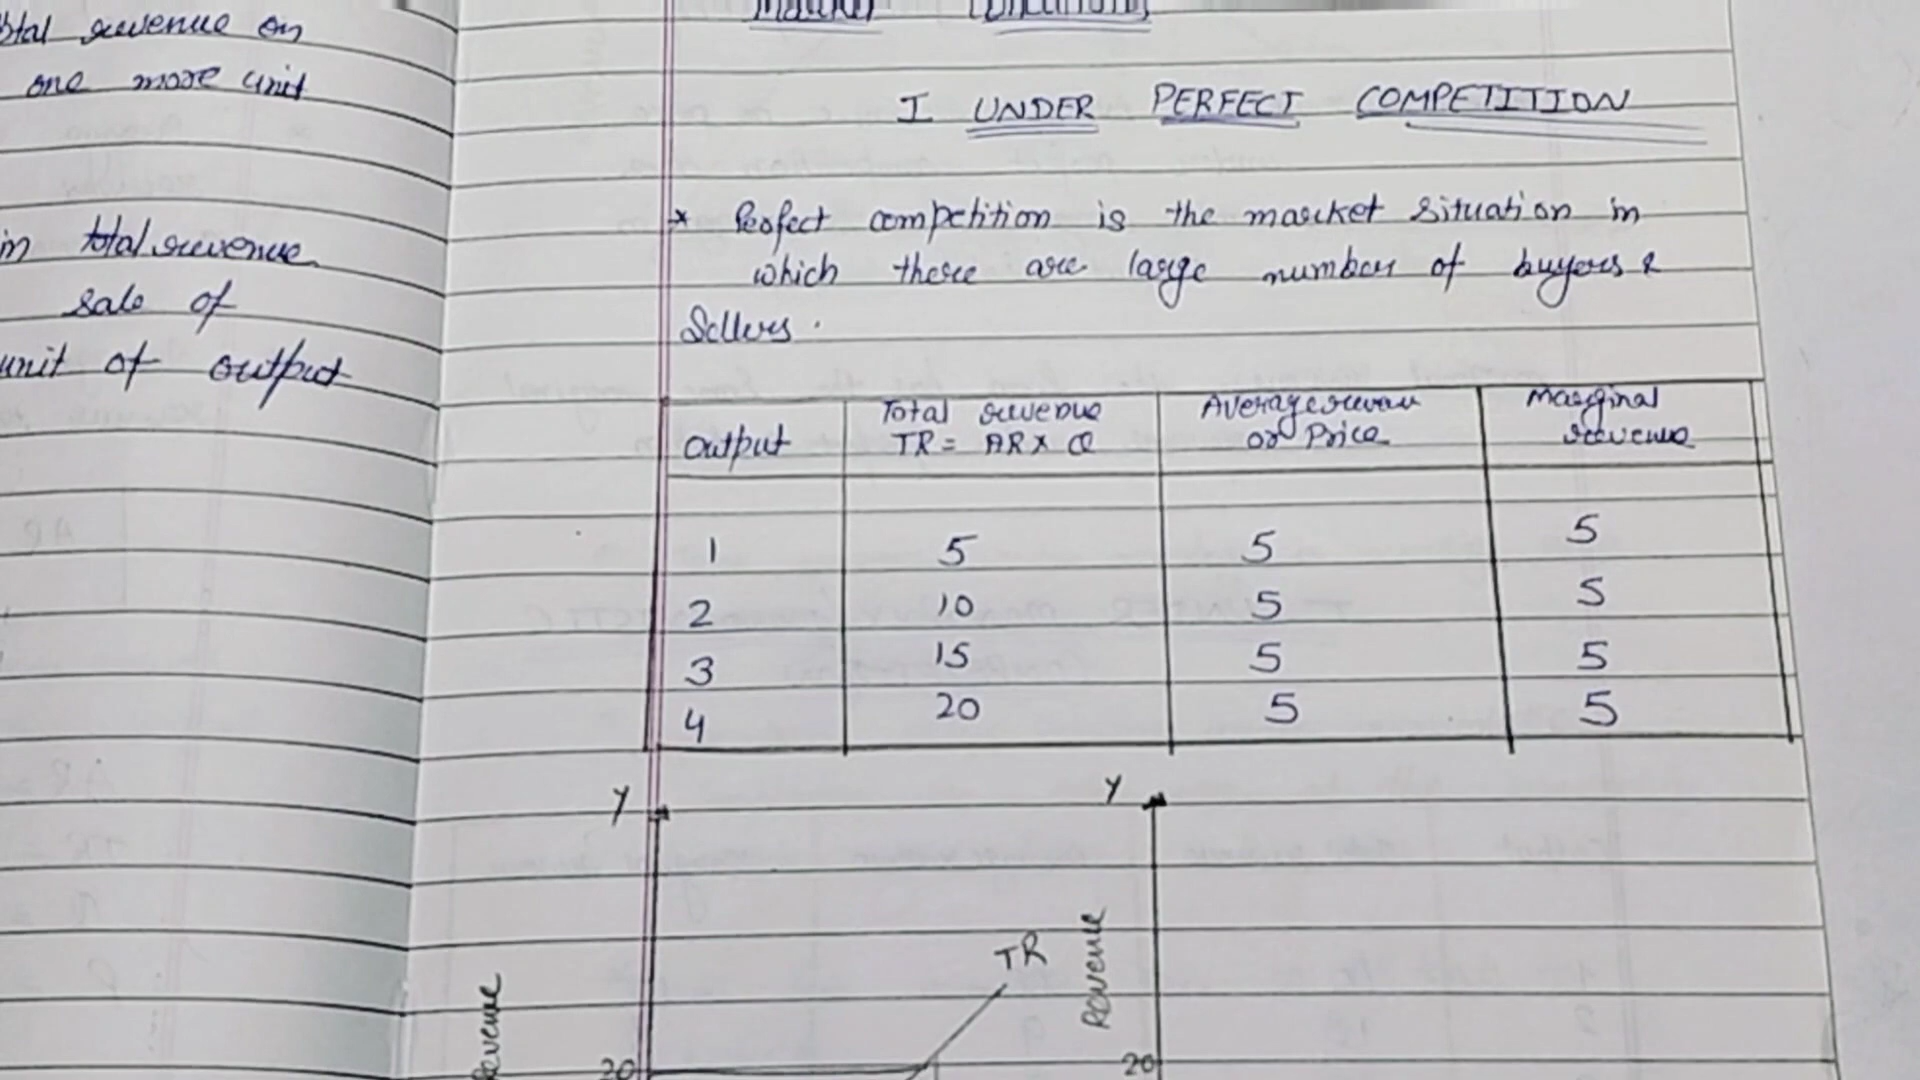 total revenue on
one more unit
in total revenue
sale of
unit of output
Market Conditions
I UNDER PERFECT COMPETITION
* Perfect competition is the market situation in
which there are large number of buyers &
Sellers.
Output | Total revenue TR = AR x Q | Average revenue or Price | Marginal revenue
1 5 5 5
2 10 5 5
3 15 5 5
4 20 5 5
Y Y
TR
Revenue Revenue
20 20